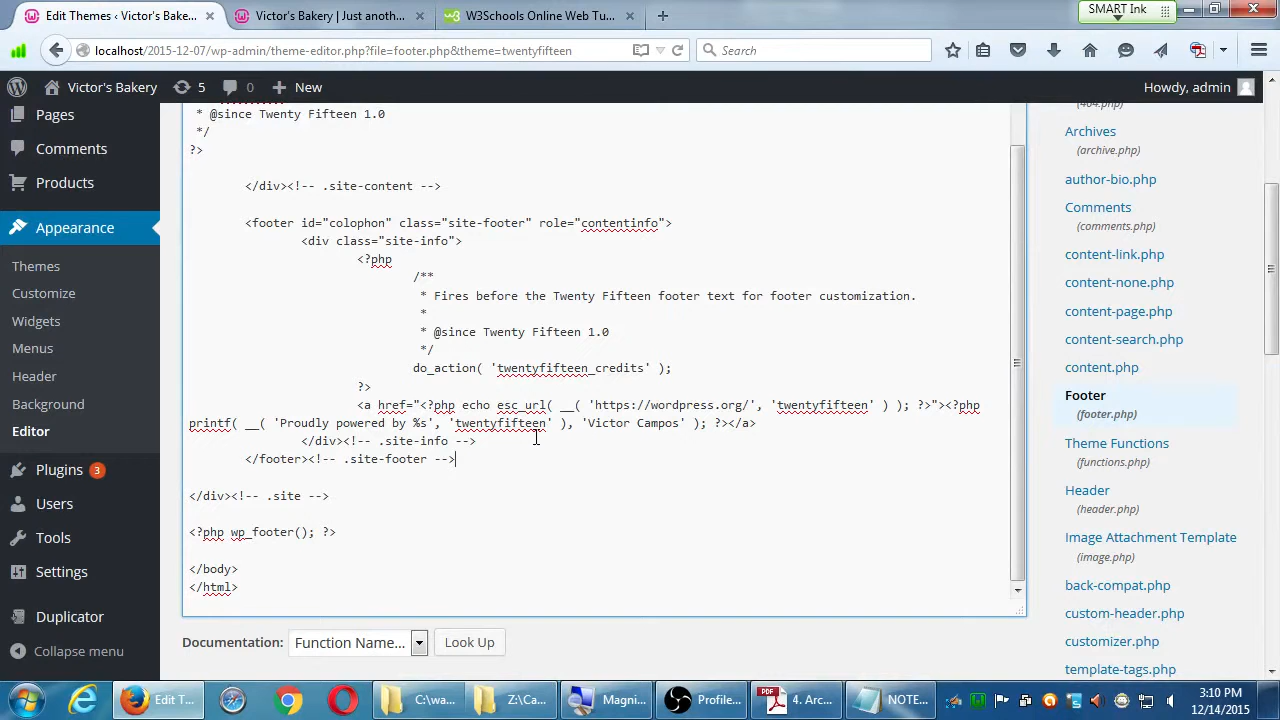 Edit Themes ‹ Victor's Bake... ×
Victor's Bakery | Just anoth... ×
W3Schools Online Web Tu... ×
+
SMART Ink
localhost/2015-12-07/wp-admin/theme-editor.php?file=footer.php&theme=twentyfifteen
Search
Victor's Bakery
5
0
New
Howdy, admin
Pages
Comments
Products
Appearance
Themes
Customize
Widgets
Menus
Header
Background
Editor
Plugins 3
Users
Tools
Settings
Duplicator
Collapse menu
* @since Twenty Fifteen 1.0
*/
?>
</div><!-- .site-content -->
<footer id="colophon" class="site-footer" role="contentinfo">
<div class="site-info">
<?php
/**
* Fires before the Twenty Fifteen footer text for footer customization.
*
* @since Twenty Fifteen 1.0
*/
do_action( 'twentyfifteen_credits' );
?>
<a href="<?php echo esc_url( __( 'https://wordpress.org/', 'twentyfifteen' ) ); ?>"><?php
printf( __( 'Proudly powered by %s', 'twentyfifteen' ), 'Victor Campos' ); ?></a>
</div><!-- .site-info -->
</footer><!-- .site-footer -->
</div><!-- .site -->
<?php wp_footer(); ?>
</body>
</html>
Documentation: Function Name... Look Up
(404.php)
Archives
(archive.php)
author-bio.php
Comments
(comments.php)
content-link.php
content-none.php
content-page.php
content-search.php
content.php
Footer
(footer.php)
Theme Functions
(functions.php)
Header
(header.php)
Image Attachment Template
(image.php)
back-compat.php
custom-header.php
customizer.php
template-tags.php
Edit T...
C:\wa...
Z:\Ca...
Magni...
Profile...
4. Arc...
NOTE...
3:10 PM
12/14/2015